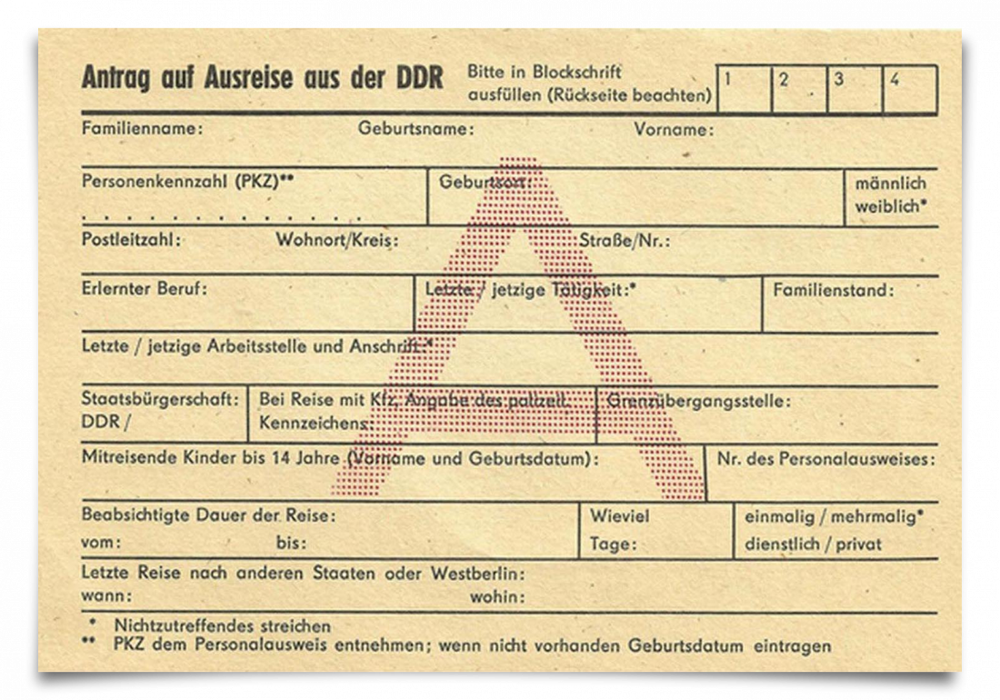 Antrag auf Ausreise aus der DDR
Bitte in Blockschrift
ausfüllen (Rückseite beachten)
1 2 3 4
Familienname: Geburtsname: Vorname:
Personenkennzahl (PKZ)** Geburtsort: männlich
weiblich*
. . . . . . . . . . . . .
Postleitzahl: Wohnort/Kreis: Straße/Nr.:
Erlernter Beruf: Letzte / jetzige Tätigkeit:* Familienstand:
Letzte / jetzige Arbeitsstelle und Anschrift:*
Staatsbürgerschaft: Bei Reise mit Kfz, Angabe des polizeil. Grenzübergangsstelle:
DDR / Kennzeichens:
Mitreisende Kinder bis 14 Jahre (Vorname und Geburtsdatum): Nr. des Personalausweises:
Beabsichtigte Dauer der Reise: Wieviel einmalig / mehrmalig*
vom: bis: Tage: dienstlich / privat
Letzte Reise nach anderen Staaten oder Westberlin:
wann: wohin:
* Nichtzutreffendes streichen
** PKZ dem Personalausweis entnehmen; wenn nicht vorhanden Geburtsdatum eintragen
A